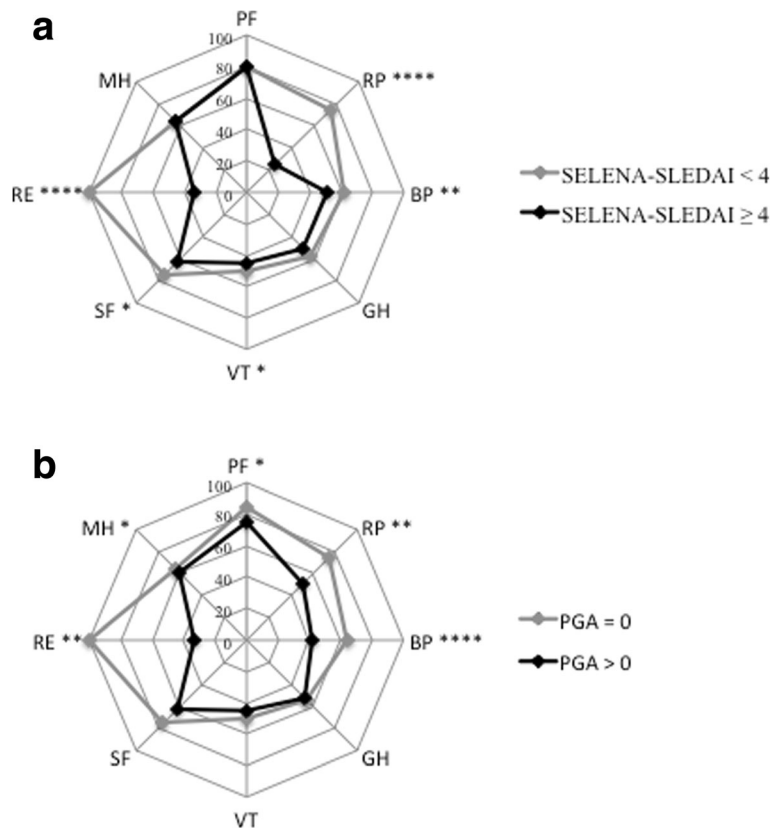 a
PF
100
80
60
40
20
0
MH
RP ****
RE ****
BP **
SF *
GH
VT *
SELENA-SLEDAI < 4
SELENA-SLEDAI ≥ 4
b
PF *
100
80
60
40
20
0
MH *
RP **
RE **
BP ****
SF
GH
VT
PGA = 0
PGA > 0